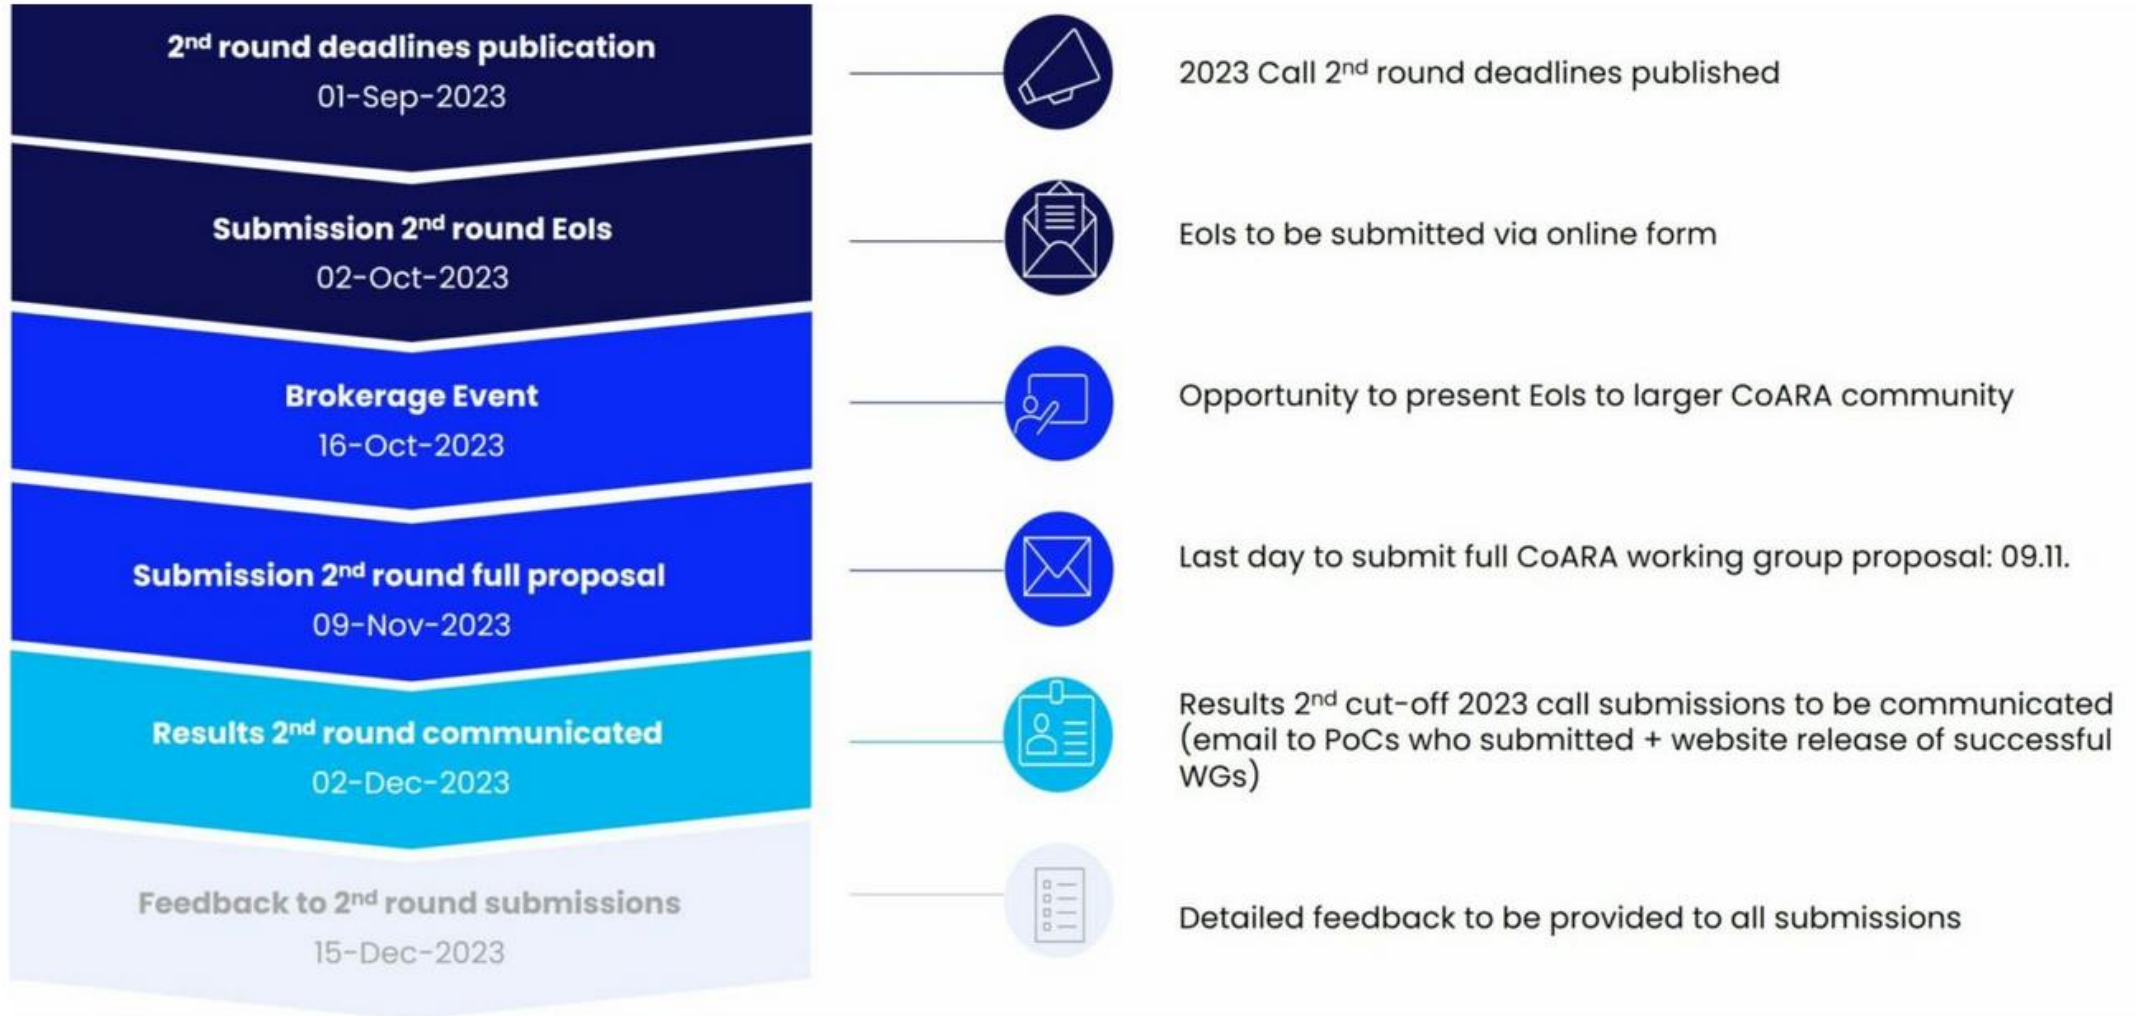 2nd round deadlines publication
01-Sep-2023
2023 Call 2nd round deadlines published
Submission 2nd round EoIs
02-Oct-2023
EoIs to be submitted via online form
Brokerage Event
16-Oct-2023
Opportunity to present EoIs to larger CoARA community
Submission 2nd round full proposal
09-Nov-2023
Last day to submit full CoARA working group proposal: 09.11.
Results 2nd round communicated
02-Dec-2023
Results 2nd cut-off 2023 call submissions to be communicated
(email to PoCs who submitted + website release of successful
WGs)
Feedback to 2nd round submissions
15-Dec-2023
Detailed feedback to be provided to all submissions